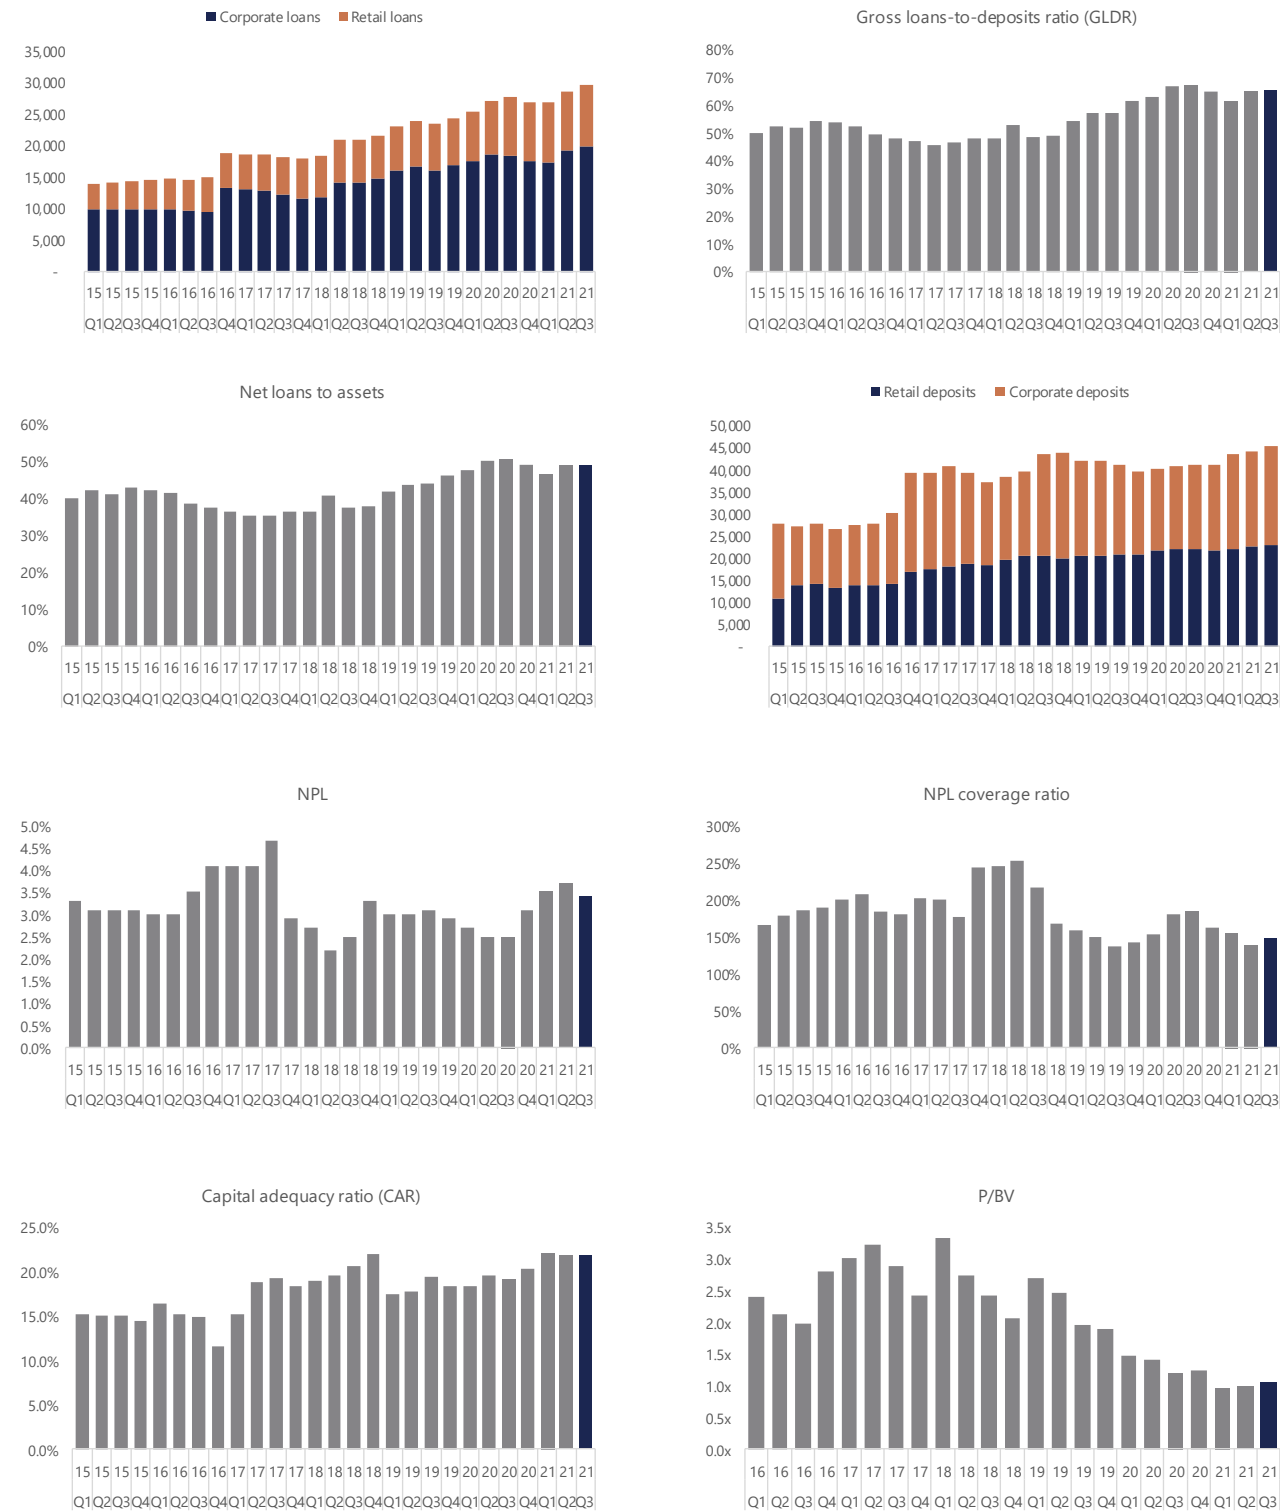 Corporate loans Retail loans
35,000
30,000
25,000
20,000
15,000
10,000
5,000
-
15 15 15 15 16 16 16 16 17 17 17 17 18 18 18 18 19 19 19 19 20 20 20 20 21 21 21
Q1 Q2 Q3 Q4 Q1 Q2 Q3 Q4 Q1 Q2 Q3 Q4 Q1 Q2 Q3 Q4 Q1 Q2 Q3 Q4 Q1 Q2 Q3 Q4 Q1 Q2 Q3
Gross loans-to-deposits ratio (GLDR)
80%
70%
60%
50%
40%
30%
20%
10%
0%
15 15 15 15 16 16 16 16 17 17 17 17 18 18 18 18 19 19 19 19 20 20 20 20 21 21 21
Q1 Q2 Q3 Q4 Q1 Q2 Q3 Q4 Q1 Q2 Q3 Q4 Q1 Q2 Q3 Q4 Q1 Q2 Q3 Q4 Q1 Q2 Q3 Q4 Q1 Q2 Q3
Net loans to assets
60%
50%
40%
30%
20%
10%
0%
15 15 15 15 16 16 16 16 17 17 17 17 18 18 18 18 19 19 19 19 20 20 20 20 21 21 21
Q1 Q2 Q3 Q4 Q1 Q2 Q3 Q4 Q1 Q2 Q3 Q4 Q1 Q2 Q3 Q4 Q1 Q2 Q3 Q4 Q1 Q2 Q3 Q4 Q1 Q2 Q3
Retail deposits Corporate deposits
50,000
45,000
40,000
35,000
30,000
25,000
20,000
15,000
10,000
5,000
-
15 15 15 15 16 16 16 16 17 17 17 17 18 18 18 18 19 19 19 19 20 20 20 20 21 21 21
Q1 Q2 Q3 Q4 Q1 Q2 Q3 Q4 Q1 Q2 Q3 Q4 Q1 Q2 Q3 Q4 Q1 Q2 Q3 Q4 Q1 Q2 Q3 Q4 Q1 Q2 Q3
NPL
5.0%
4.5%
4.0%
3.5%
3.0%
2.5%
2.0%
1.5%
1.0%
0.5%
0.0%
15 15 15 15 16 16 16 16 17 17 17 17 18 18 18 18 19 19 19 19 20 20 20 20 21 21 21
Q1 Q2 Q3 Q4 Q1 Q2 Q3 Q4 Q1 Q2 Q3 Q4 Q1 Q2 Q3 Q4 Q1 Q2 Q3 Q4 Q1 Q2 Q3 Q4 Q1 Q2 Q3
NPL coverage ratio
300%
250%
200%
150%
100%
50%
0%
15 15 15 15 16 16 16 16 17 17 17 17 18 18 18 18 19 19 19 19 20 20 20 20 21 21 21
Q1 Q2 Q3 Q4 Q1 Q2 Q3 Q4 Q1 Q2 Q3 Q4 Q1 Q2 Q3 Q4 Q1 Q2 Q3 Q4 Q1 Q2 Q3 Q4 Q1 Q2 Q3
Capital adequacy ratio (CAR)
25.0%
20.0%
15.0%
10.0%
5.0%
0.0%
15 15 15 15 16 16 16 16 17 17 17 17 18 18 18 18 19 19 19 19 20 20 20 20 21 21 21
Q1 Q2 Q3 Q4 Q1 Q2 Q3 Q4 Q1 Q2 Q3 Q4 Q1 Q2 Q3 Q4 Q1 Q2 Q3 Q4 Q1 Q2 Q3 Q4 Q1 Q2 Q3
P/BV
3.5x
3.0x
2.5x
2.0x
1.5x
1.0x
0.5x
0.0x
16 16 16 16 17 17 17 17 18 18 18 18 19 19 19 19 20 20 20 20 21 21 21
Q1 Q2 Q3 Q4 Q1 Q2 Q3 Q4 Q1 Q2 Q3 Q4 Q1 Q2 Q3 Q4 Q1 Q2 Q3 Q4 Q1 Q2 Q3